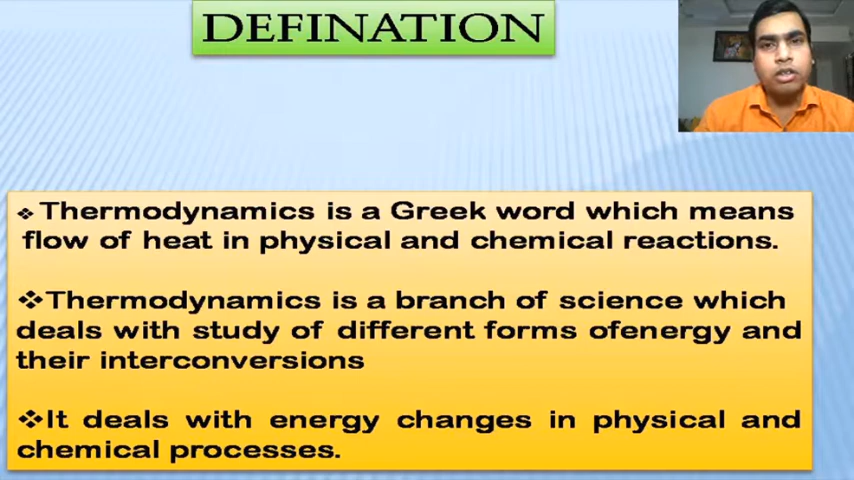 DEFINATION
❖ Thermodynamics is a Greek word which means
flow of heat in physical and chemical reactions.
❖Thermodynamics is a branch of science which
deals with study of different forms ofenergy and
their interconversions
❖It deals with energy changes in physical and
chemical processes.